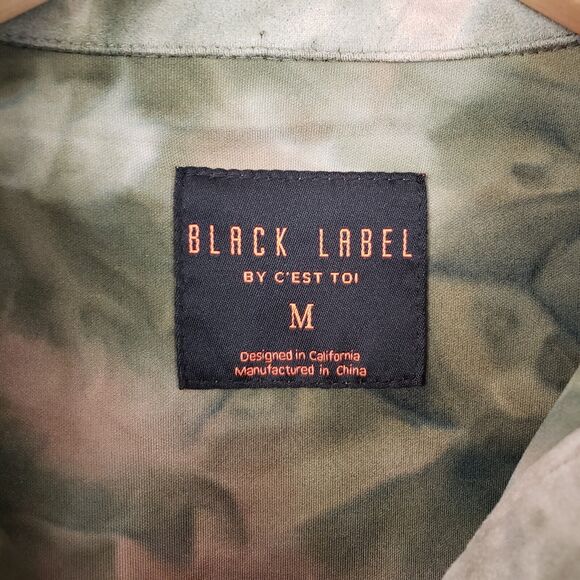 BLACK LABEL
BY C'EST TOI
M
Designed in California
Manufactured in China